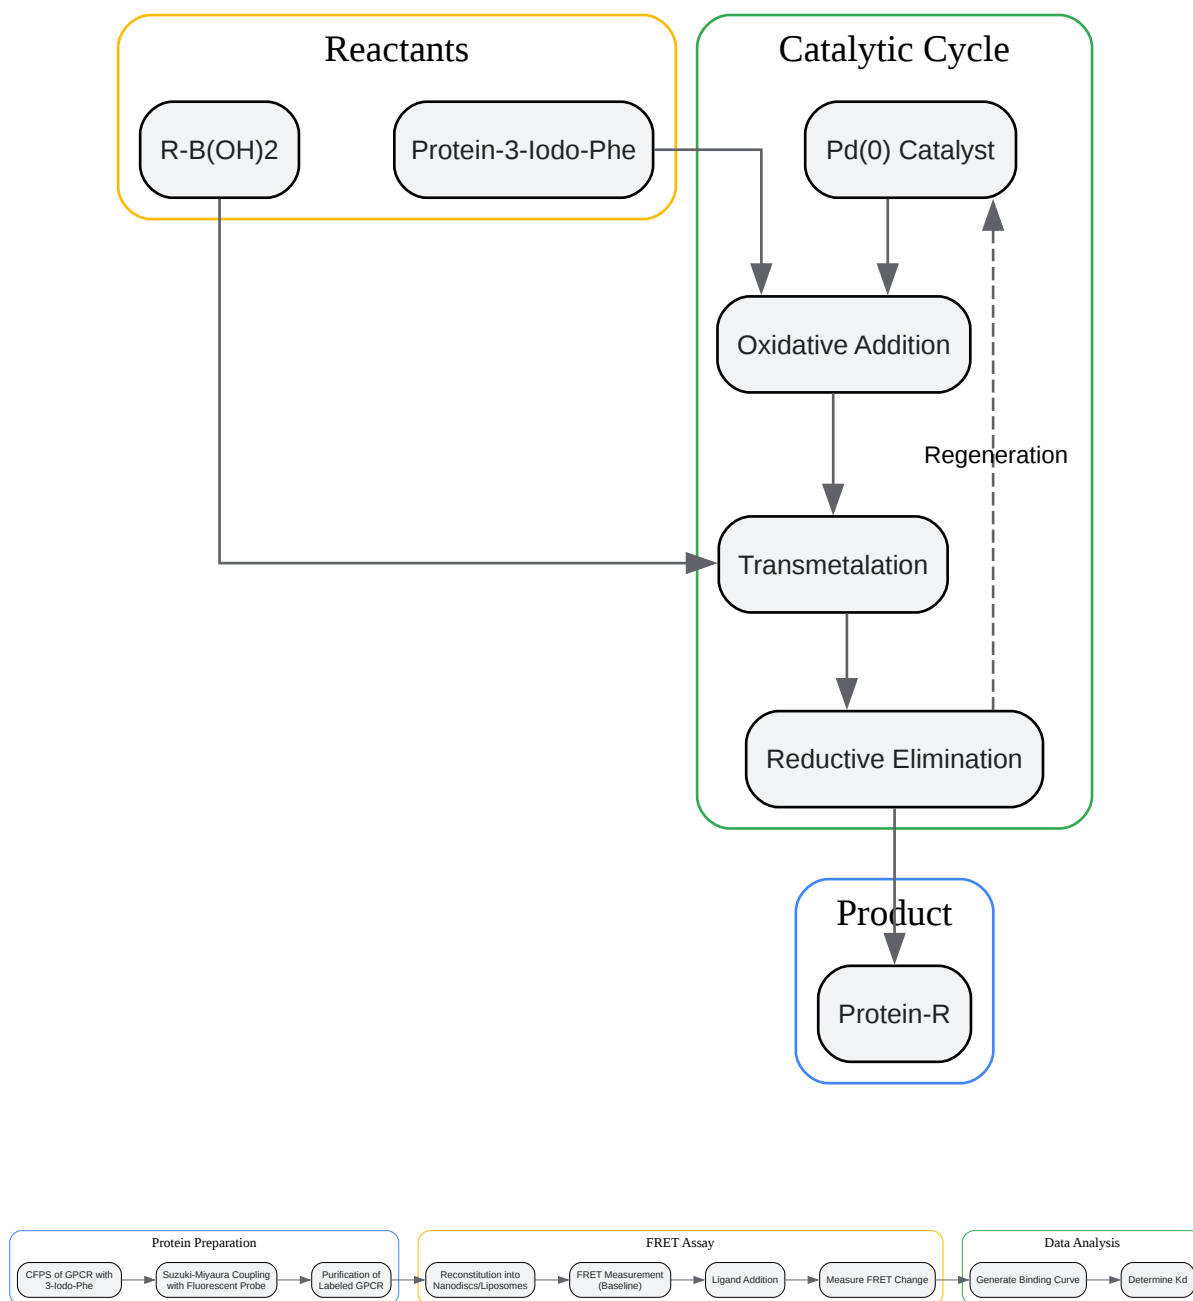 Reactants
Catalytic Cycle
R-B(OH)2
Protein-3-Iodo-Phe
Pd(0) Catalyst
Oxidative Addition
Regeneration
Transmetalation
Reductive Elimination
Product
Protein-R
Protein Preparation
FRET Assay
Data Analysis
CFPS of GPCR with
3-Iodo-Phe
Suzuki-Miyaura Coupling
with Fluorescent Probe
Purification of
Labeled GPCR
Reconstitution into
Nanodiscs/Liposomes
FRET Measurement
(Baseline)
Ligand Addition
Measure FRET Change
Generate Binding Curve
Determine Kd